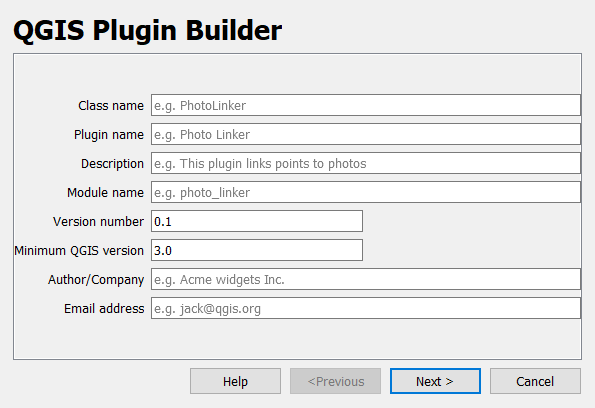 QGIS Plugin Builder
Class name e.g. PhotoLinker
Plugin name e.g. Photo Linker
Description e.g. This plugin links points to photos
Module name e.g. photo_linker
Version number 0.1
Minimum QGIS version 3.0
Author/Company e.g. Acme widgets Inc.
Email address e.g. jack@qgis.org
Help <Previous Next > Cancel